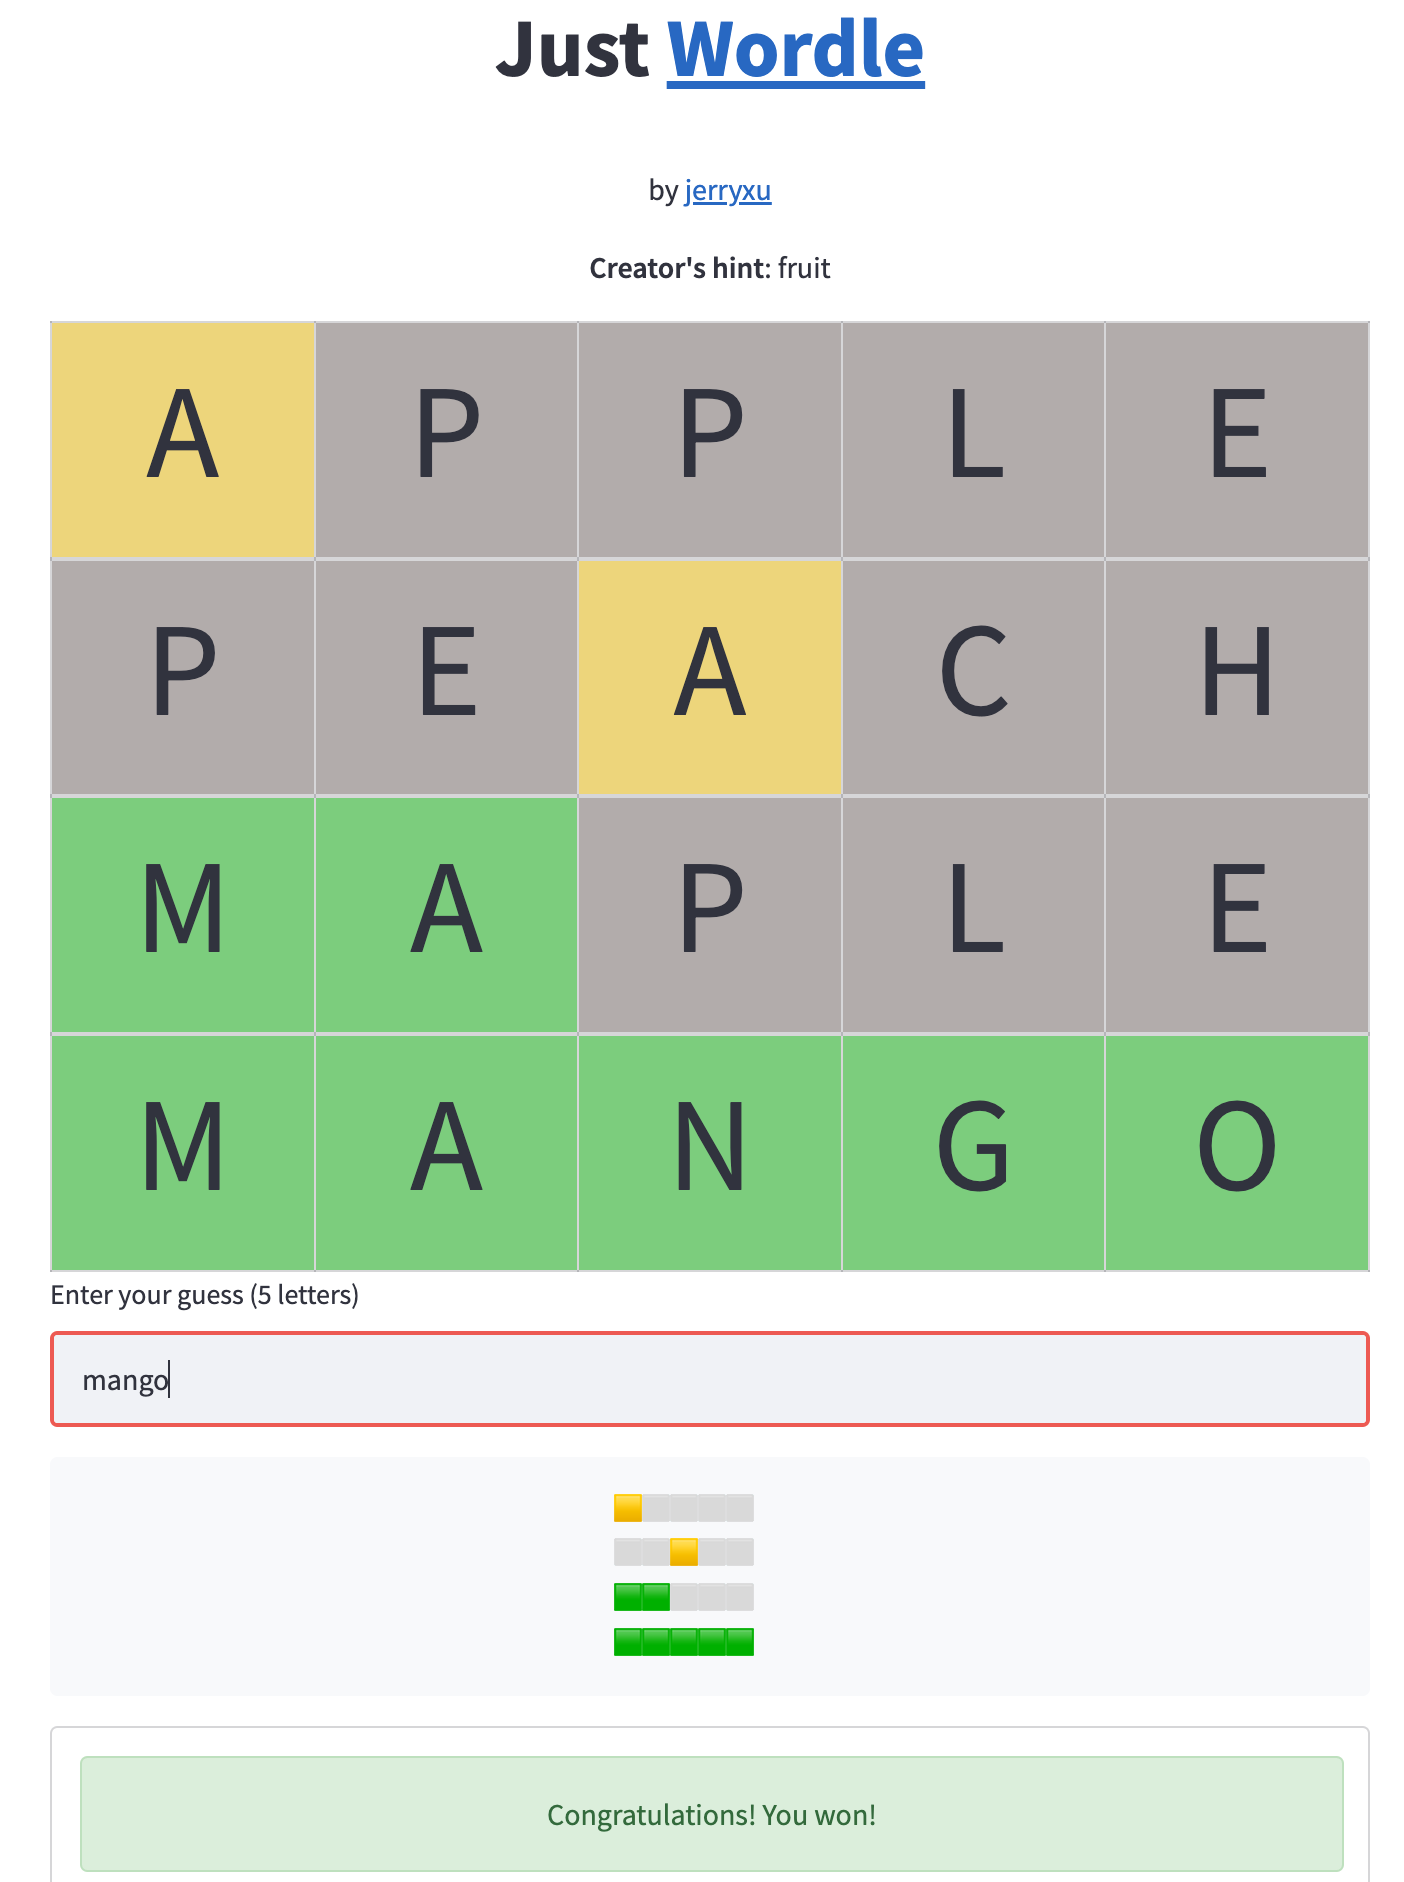 Just Wordle
by jerryxu
Creator's hint: fruit
A P P L E
P E A C H
M A P L E
M A N G O
Enter your guess (5 letters)
mango
Congratulations! You won!